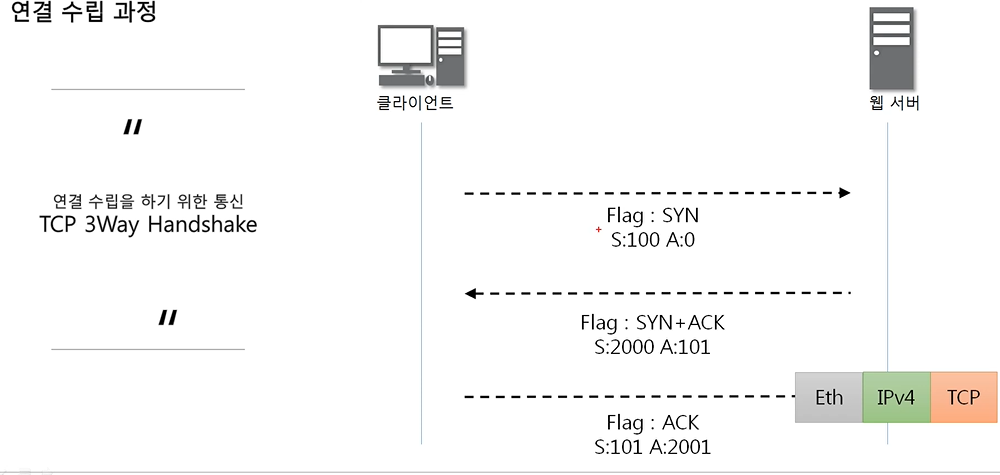 연결 수립 과정
클라이언트
웹 서버
"
연결 수립을 하기 위한 통신
TCP 3Way Handshake
"
Flag : SYN
S:100 A:0
Flag : SYN+ACK
S:2000 A:101
Eth
IPv4
TCP
Flag : ACK
S:101 A:2001